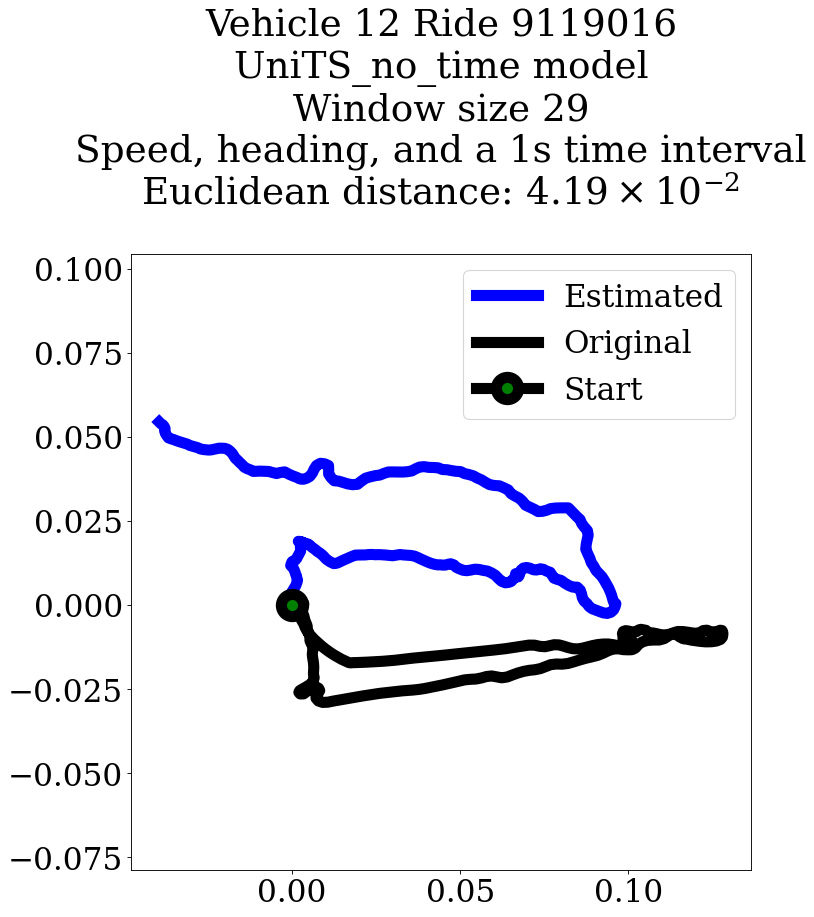 Vehicle 12 Ride 9119016
UniTS_no_time model
Window size 29
Speed, heading, and a 1s time interval
Euclidean distance: 4.19 × 10⁻²
Estimated
Original
Start
0.100
0.075
0.050
0.025
0.000
−0.025
−0.050
−0.075
0.00 0.05 0.10